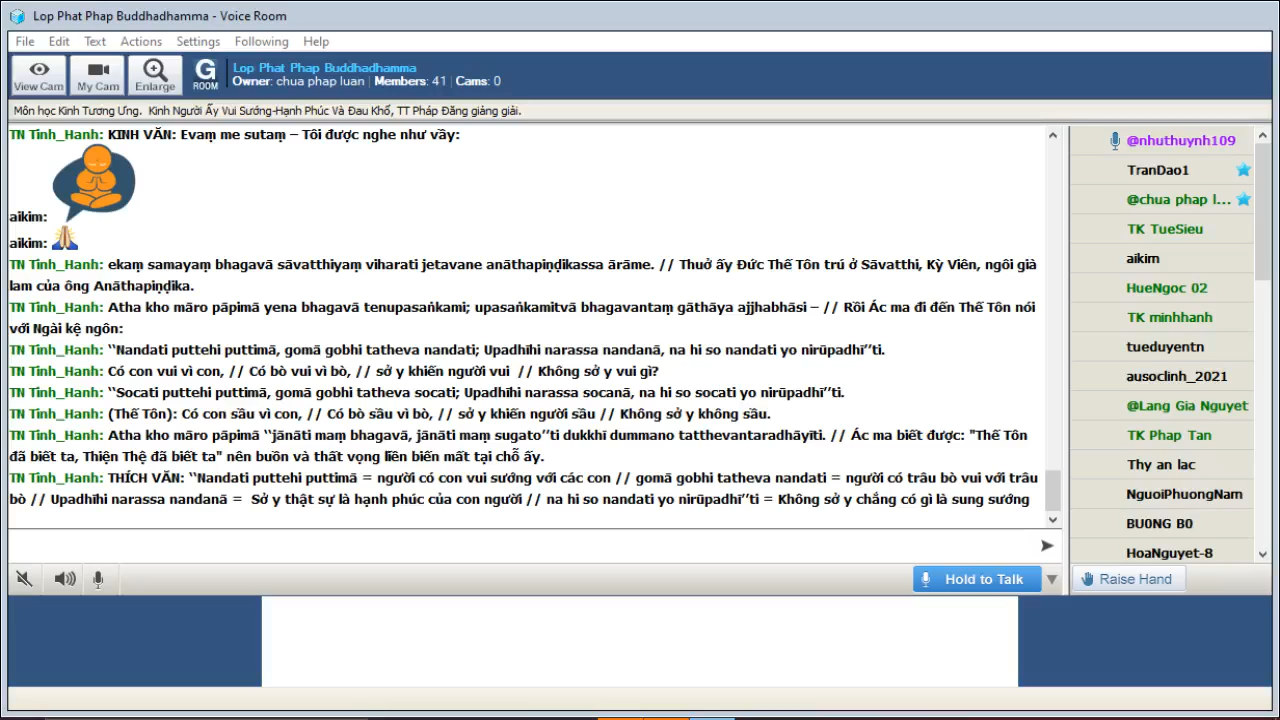 Lop Phat Phap Buddhadhamma - Voice Room
File Edit Text Actions Settings Following Help
View Cam My Cam Enlarge G ROOM
Lop Phat Phap Buddhadhamma
Owner: chua phap luan | Members: 41 | Cams: 0
Môn học Kinh Tương Ưng. Kinh Người Ấy Vui Sướng-Hạnh Phúc Và Đau Khổ, TT Pháp Đăng giảng giải.
TN Tinh_Hanh: KINH VĂN: Evaṃ me sutaṃ – Tôi được nghe như vầy:
aikim:
aikim:
TN Tinh_Hanh: ekaṃ samayaṃ bhagavā sāvatthiyaṃ viharati jetavane anāthapiṇḍikassa ārāme. // Thuở ấy Đức Thế Tôn trú ở Sāvatthi, Kỳ Viên, ngôi già
lam của ông Anāthapiṇḍika.
TN Tinh_Hanh: Atha kho māro pāpimā yena bhagavā tenupasaṅkami; upasaṅkamitvā bhagavantaṃ gāthāya ajjhabhāsi – // Rồi Ác ma đi đến Thế Tôn nói
với Ngài kệ ngôn:
TN Tinh_Hanh: ‘‘Nandati puttehi puttimā, gomā gobhi tatheva nandati; Upadhīhi narassa nandanā, na hi so nandati yo nirūpadhī’’ti.
TN Tinh_Hanh: Có con vui vì con, // Có bò vui vì bò, // sở y khiến người vui // Không sở y vui gì?
TN Tinh_Hanh: ‘‘Socati puttehi puttimā, gomā gobhi tatheva socati; Upadhīhi narassa socanā, na hi so socati yo nirūpadhī’’ti.
TN Tinh_Hanh: (Thế Tôn): Có con sầu vì con, // Có bò sầu vì bò, // sở y khiến người sầu // Không sở y không sầu.
TN Tinh_Hanh: Atha kho māro pāpimā ‘‘jānāti maṃ bhagavā, jānāti maṃ sugato’’ti dukkhī dummano tatthevantaradhāyīti. // Ác ma biết được: "Thế Tôn
đã biết ta, Thiện Thệ đã biết ta" nên buồn và thất vọng liền biến mất tại chỗ ấy.
TN Tinh_Hanh: THÍCH VĂN: ‘‘Nandati puttehi puttimā = người có con vui sướng với các con // gomā gobhi tatheva nandati = người có trâu bò vui với trâu
bò // Upadhīhi narassa nandanā = Sở y thật sự là hạnh phúc của con người // na hi so nandati yo nirūpadhī’’ti = Không sở y chẳng có gì là sung sướng
@nhuthuynh109
TranDao1
@chua phap l...
TK TueSieu
aikim
HueNgoc 02
TK minhhanh
tueduyentn
ausoclinh_2021
@Lang Gia Nguyet
TK Phap Tan
Thy an lac
NguoiPhuongNam
BU0NG B0
HoaNguyet-8
Hold to Talk
Raise Hand